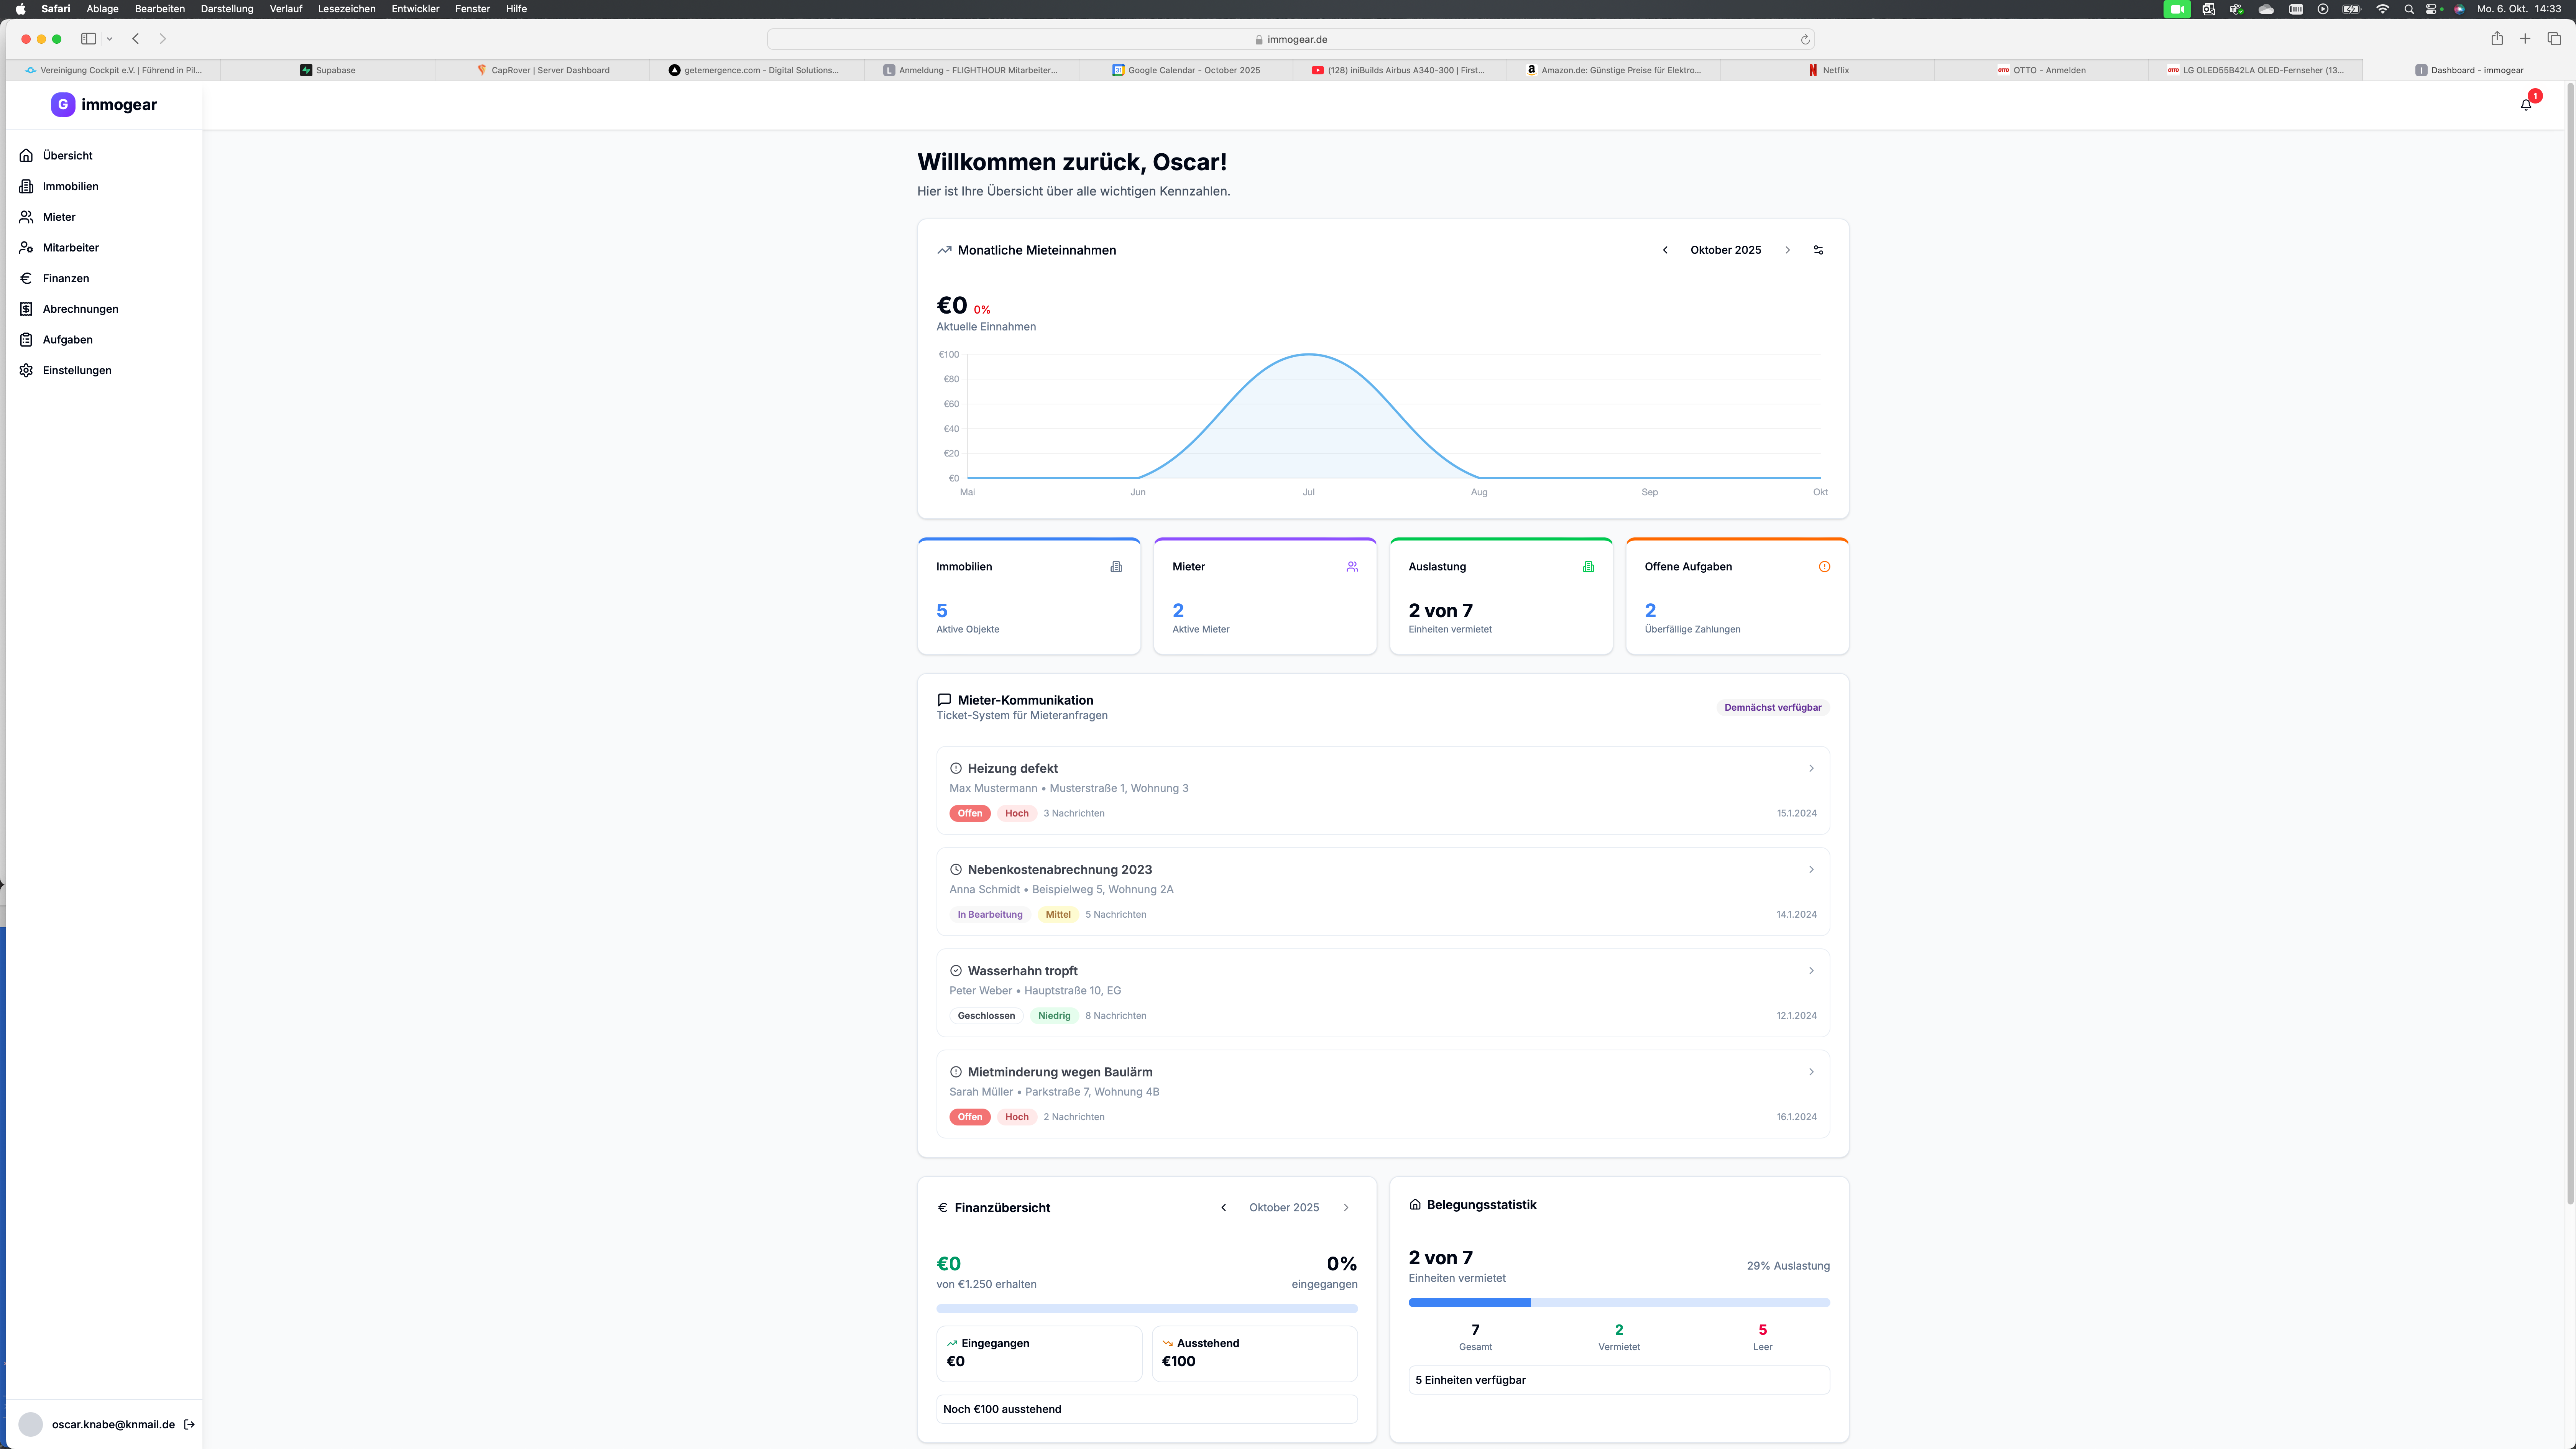 Safari Ablage Bearbeiten Darstellung Verlauf Lesezeichen Entwickler Fenster Hilfe
Mo. 6. Okt. 14:33
immogear.de
Vereinigung Cockpit e.V. | Führend in Pil...
Supabase
CapRover | Server Dashboard
getemergence.com - Digital Solutions...
L Anmeldung - FLIGHTHOUR Mitarbeiter...
Google Calendar - October 2025
(128) iniBuilds Airbus A340-300 | First...
Amazon.de: Günstige Preise für Elektro...
Netflix
OTTO - Anmelden
LG OLED55B42LA OLED-Fernseher (13...
I Dashboard - immogear
G immogear
1
Übersicht
Immobilien
Mieter
Mitarbeiter
Finanzen
Abrechnungen
Aufgaben
Einstellungen
oscar.knabe@knmail.de
Willkommen zurück, Oscar!
Hier ist Ihre Übersicht über alle wichtigen Kennzahlen.
Monatliche Mieteinnahmen
Oktober 2025
€0 0%
Aktuelle Einnahmen
€100
€80
€60
€40
€20
€0
Mai Jun Jul Aug Sep Okt
Immobilien
5
Aktive Objekte
Mieter
2
Aktive Mieter
Auslastung
2 von 7
Einheiten vermietet
Offene Aufgaben
2
Überfällige Zahlungen
Mieter-Kommunikation
Ticket-System für Mieteranfragen
Demnächst verfügbar
Heizung defekt
Max Mustermann • Musterstraße 1, Wohnung 3
Offen Hoch 3 Nachrichten 15.1.2024
Nebenkostenabrechnung 2023
Anna Schmidt • Beispielweg 5, Wohnung 2A
In Bearbeitung Mittel 5 Nachrichten 14.1.2024
Wasserhahn tropft
Peter Weber • Hauptstraße 10, EG
Geschlossen Niedrig 8 Nachrichten 12.1.2024
Mietminderung wegen Baulärm
Sarah Müller • Parkstraße 7, Wohnung 4B
Offen Hoch 2 Nachrichten 16.1.2024
Finanzübersicht
Oktober 2025
€0 0%
von €1.250 erhalten eingegangen
Eingegangen
€0
Ausstehend
€100
Noch €100 ausstehend
Belegungsstatistik
2 von 7
Einheiten vermietet
29% Auslastung
7 2 5
Gesamt Vermietet Leer
5 Einheiten verfügbar